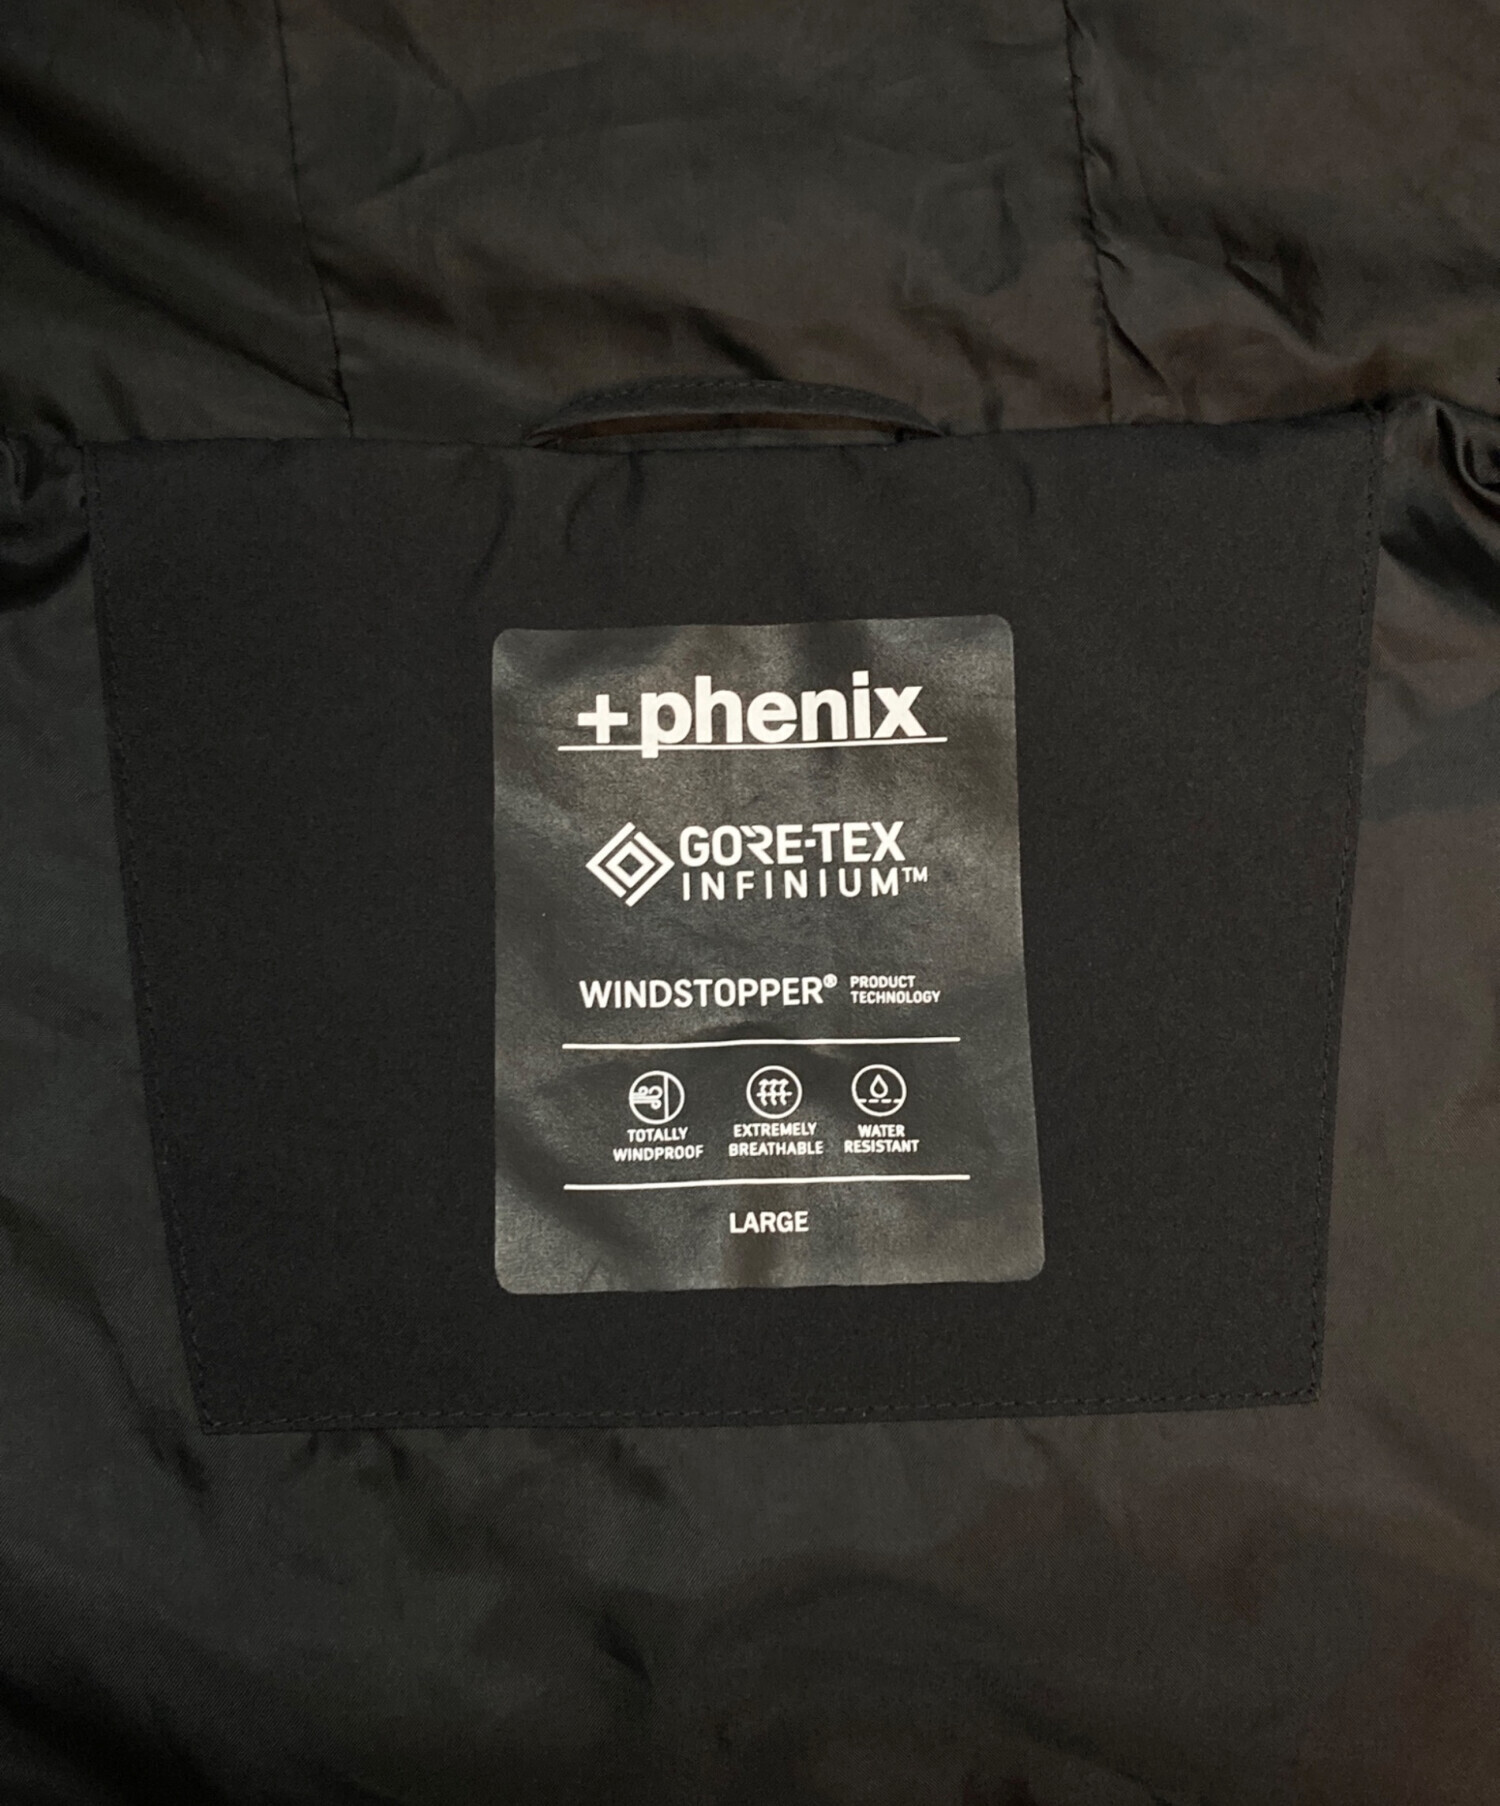 +phenix
GORE-TEX
INFINIUM™
WINDSTOPPER® PRODUCT
TECHNOLOGY
TOTALLY
WINDPROOF
EXTREMELY
BREATHABLE
WATER
RESISTANT
LARGE